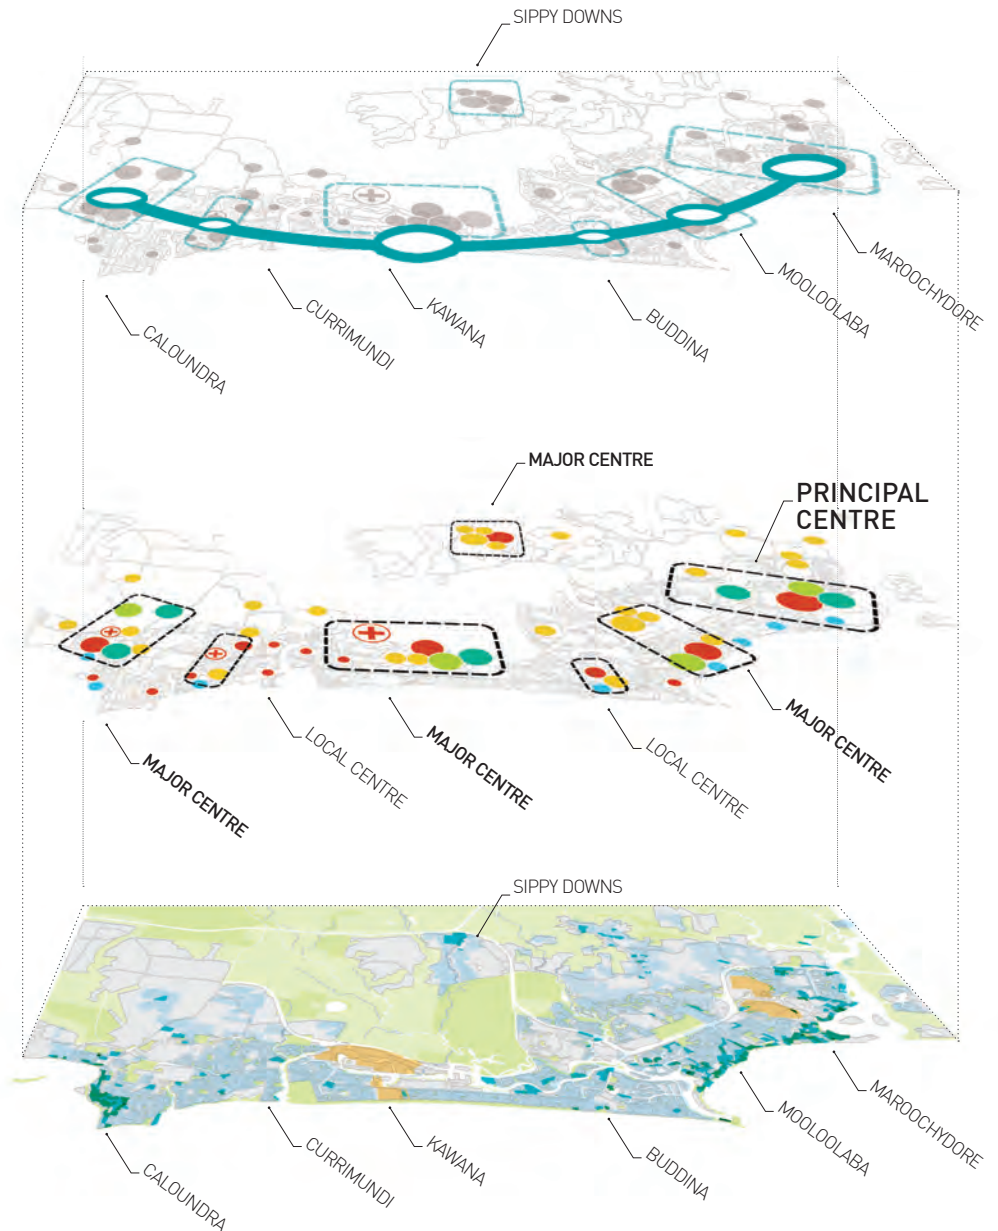 SIPPY DOWNS
CALOUNDRA
CURRIMUNDI
KAWANA
BUDDINA
MOOLOOLABA
MAROOCHYDORE
MAJOR CENTRE
PRINCIPAL
CENTRE
MAJOR CENTRE
LOCAL CENTRE
MAJOR CENTRE
LOCAL CENTRE
MAJOR CENTRE
SIPPY DOWNS
CALOUNDRA
CURRIMUNDI
KAWANA
BUDDINA
MOOLOOLABA
MAROOCHYDORE